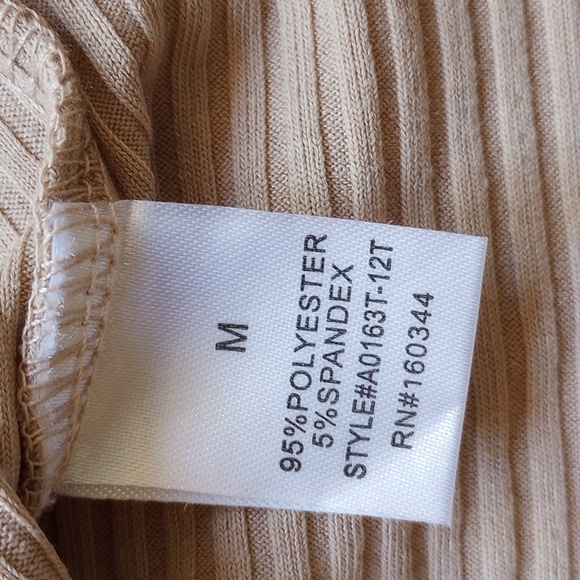 M
95%POLYESTER
5%SPANDEX
STYLE#A0163T-12T
RN#160344